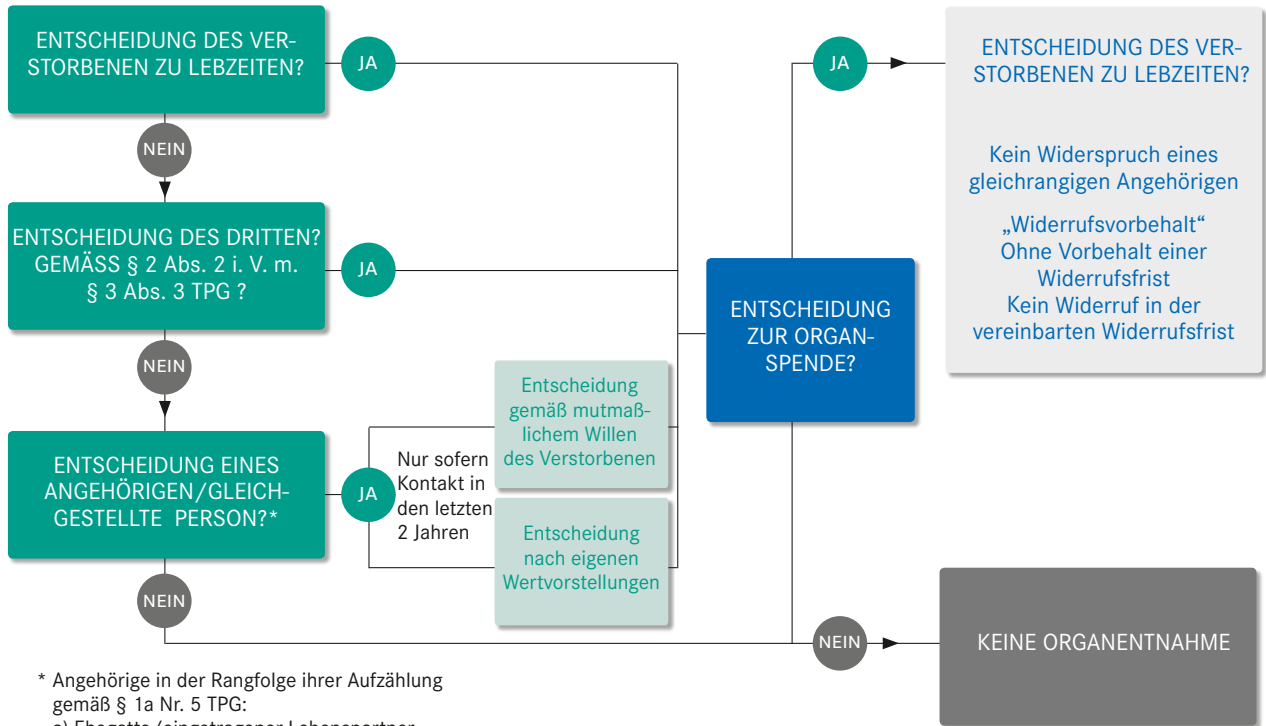 ENTSCHEIDUNG DES VER-
STORBENEN ZU LEBZEITEN?
JA
NEIN
ENTSCHEIDUNG DES DRITTEN?
GEMÄSS § 2 Abs. 2 i. V. m.
§ 3 Abs. 3 TPG ?
JA
NEIN
ENTSCHEIDUNG EINES
ANGEHÖRIGEN/GLEICH-
GESTELLTE PERSON?*
JA
Nur sofern
Kontakt in
den letzten
2 Jahren
Entscheidung
gemäß mutmaß-
lichem Willen
des Verstorbenen
Entscheidung
nach eigenen
Wertvorstellungen
NEIN
ENTSCHEIDUNG
ZUR ORGAN-
SPENDE?
JA
ENTSCHEIDUNG DES VER-
STORBENEN ZU LEBZEITEN?
Kein Widerspruch eines
gleichrangigen Angehörigen
„Widerrufsvorbehalt“
Ohne Vorbehalt einer
Widerrufsfrist
Kein Widerruf in der
vereinbarten Widerrufsfrist
NEIN
KEINE ORGANENTNAHME
* Angehörige in der Rangfolge ihrer Aufzählung
gemäß § 1a Nr. 5 TPG: